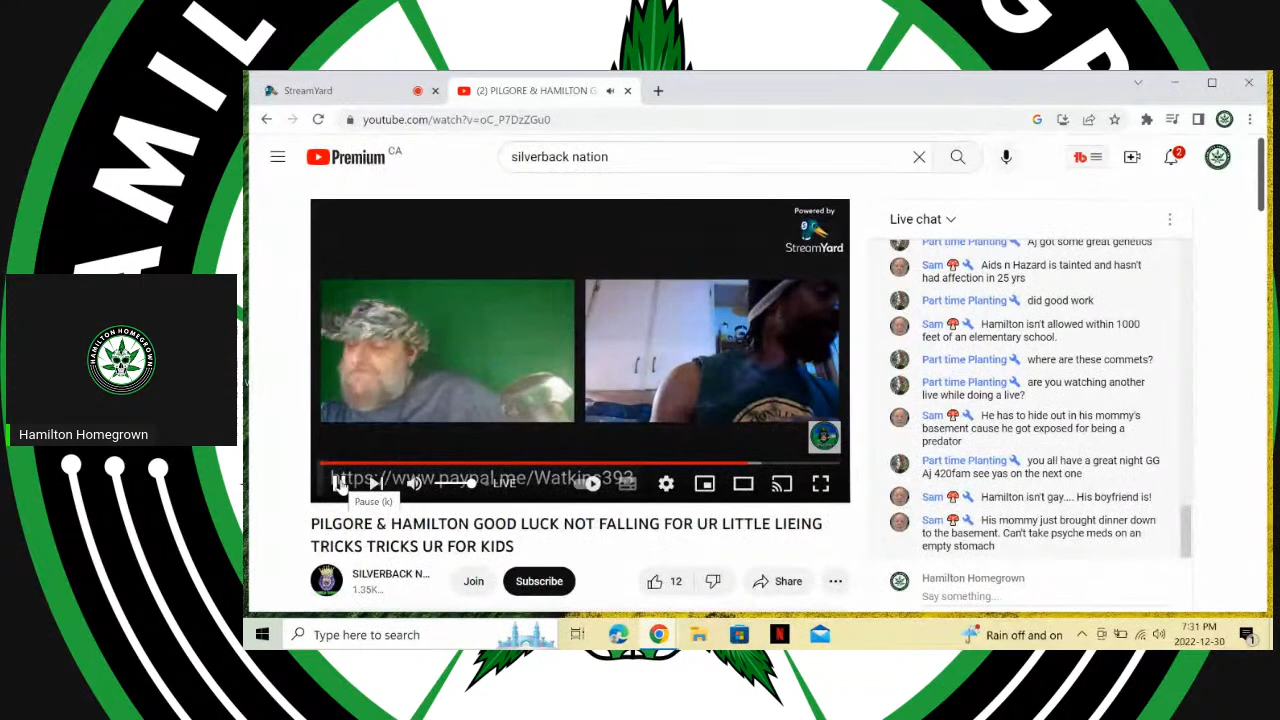 StreamYard
(2) PILGORE & HAMILTON G
youtube.com/watch?v=oC_P7DzZGu0
Premium CA
silverback nation
2
Powered by
StreamYard
https://www.paypal.me/Watkins393
LIVE
Pause (k)
PILGORE & HAMILTON GOOD LUCK NOT FALLING FOR UR LITTLE LIEING
TRICKS TRICKS UR FOR KIDS
SILVERBACK N...
1.35K...
Join
Subscribe
12
Share
Live chat
Part time Planting Aj got some great genetics
Sam Aids n Hazard is tainted and hasn't
had affection in 25 yrs
Part time Planting did good work
Sam Hamilton isn't allowed within 1000
feet of an elementary school.
Part time Planting where are these commets?
Part time Planting are you watching another
live while doing a live?
Sam He has to hide out in his mommy's
basement cause he got exposed for being a
predator
Part time Planting you all have a great night GG
Aj 420fam see yas on the next one
Sam Hamilton isn't gay.... His boyfriend is!
Sam His mommy just brought dinner down
to the basement. Can't take psyche meds on an
empty stomach
Hamilton Homegrown
Say something...
HAMILTON HOMEGROWN
Hamilton Homegrown
Type here to search
N
Rain off and on
7:31 PM
2022-12-30
1
AMIL